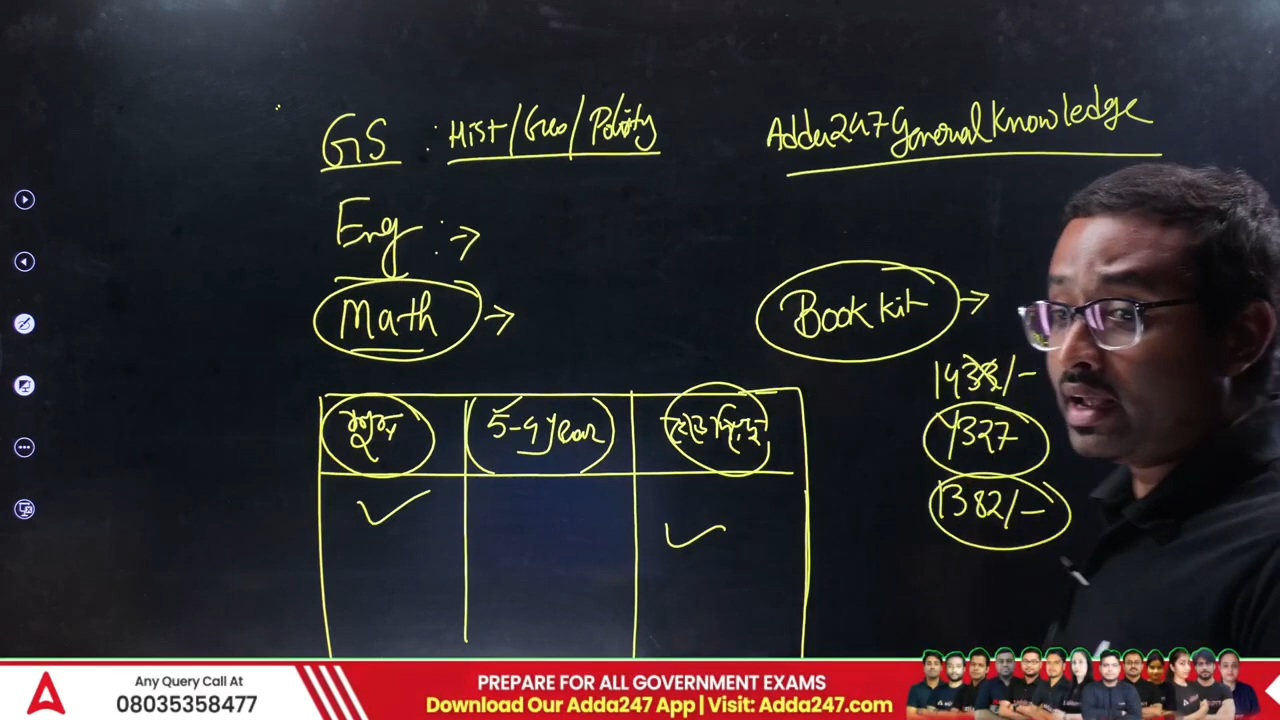 GS : Hist/Geo/Polity
Adda247 General Knowledge
Eng : →
Math →
Book kit →
5-9 year
1327
1382/-
Any Query Call At
08035358477
PREPARE FOR ALL GOVERNMENT EXAMS
Download Our Adda247 App | Visit: Adda247.com